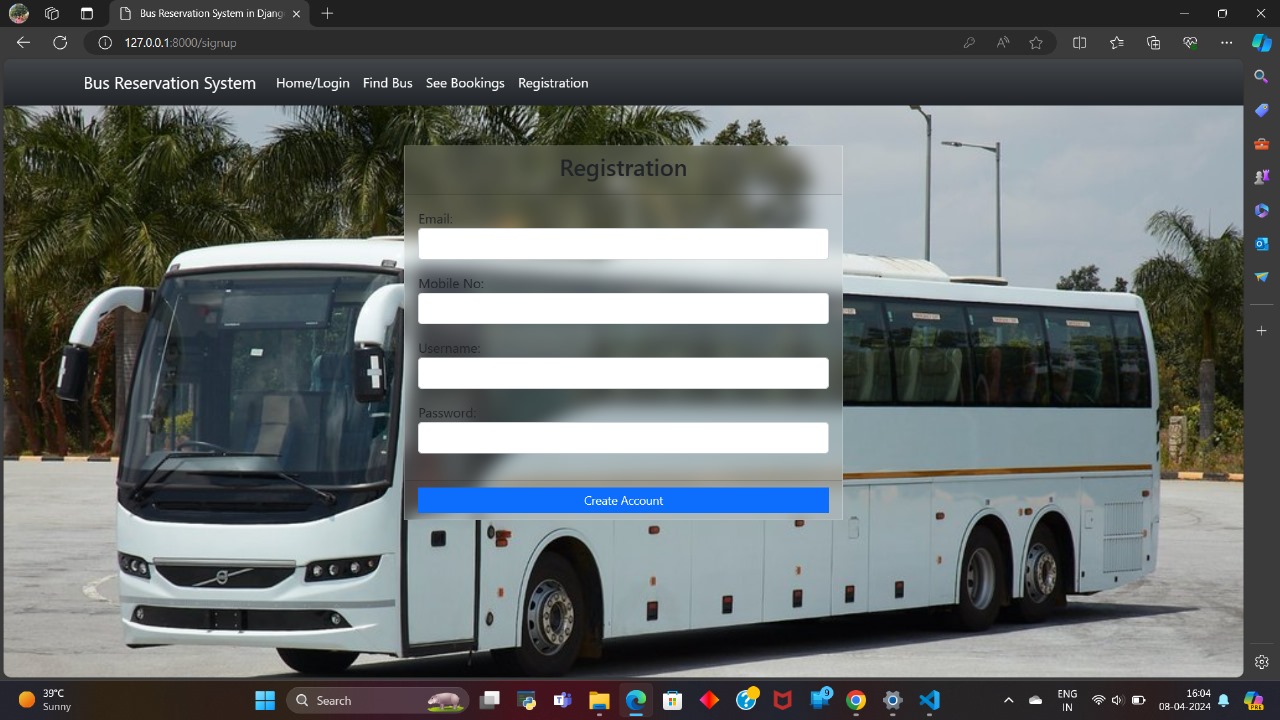 Bus Reservation System in Djang
127.0.0.1:8000/signup
Bus Reservation System Home/Login Find Bus See Bookings Registration
Registration
Email:
Mobile No:
Username:
Password:
Create Account
39°C
Sunny
Search
9
ENG
IN
16:04
08-04-2024
PRE